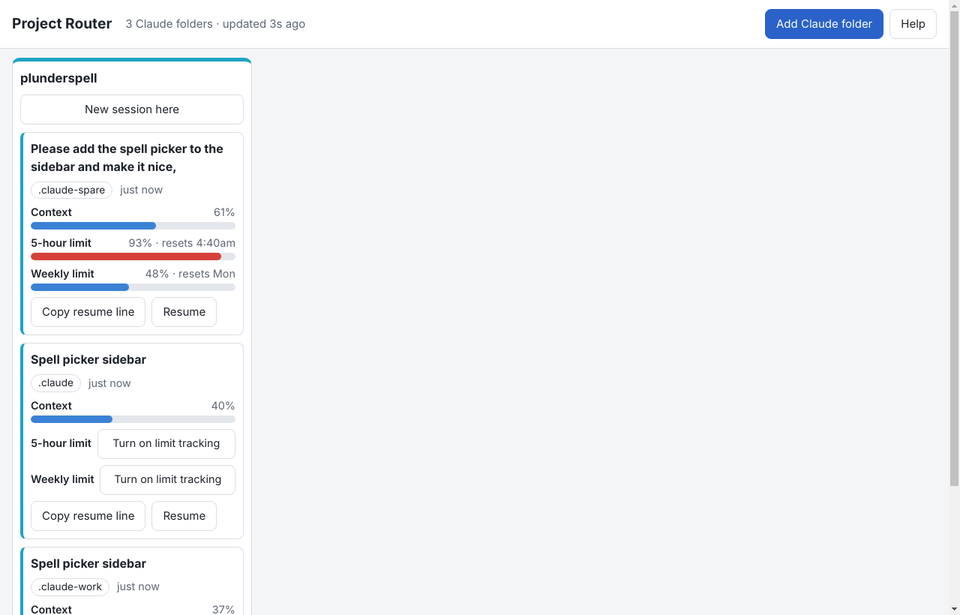 Project Router
3 Claude folders · updated 3s ago
Add Claude folder
Help
plunderspell
New session here
Please add the spell picker to the
sidebar and make it nice,
.claude-spare
just now
Context
61%
5-hour limit
93% · resets 4:40am
Weekly limit
48% · resets Mon
Copy resume line
Resume
Spell picker sidebar
.claude
just now
Context
40%
5-hour limit
Turn on limit tracking
Weekly limit
Turn on limit tracking
Copy resume line
Resume
Spell picker sidebar
.claude-work
just now
Context
37%